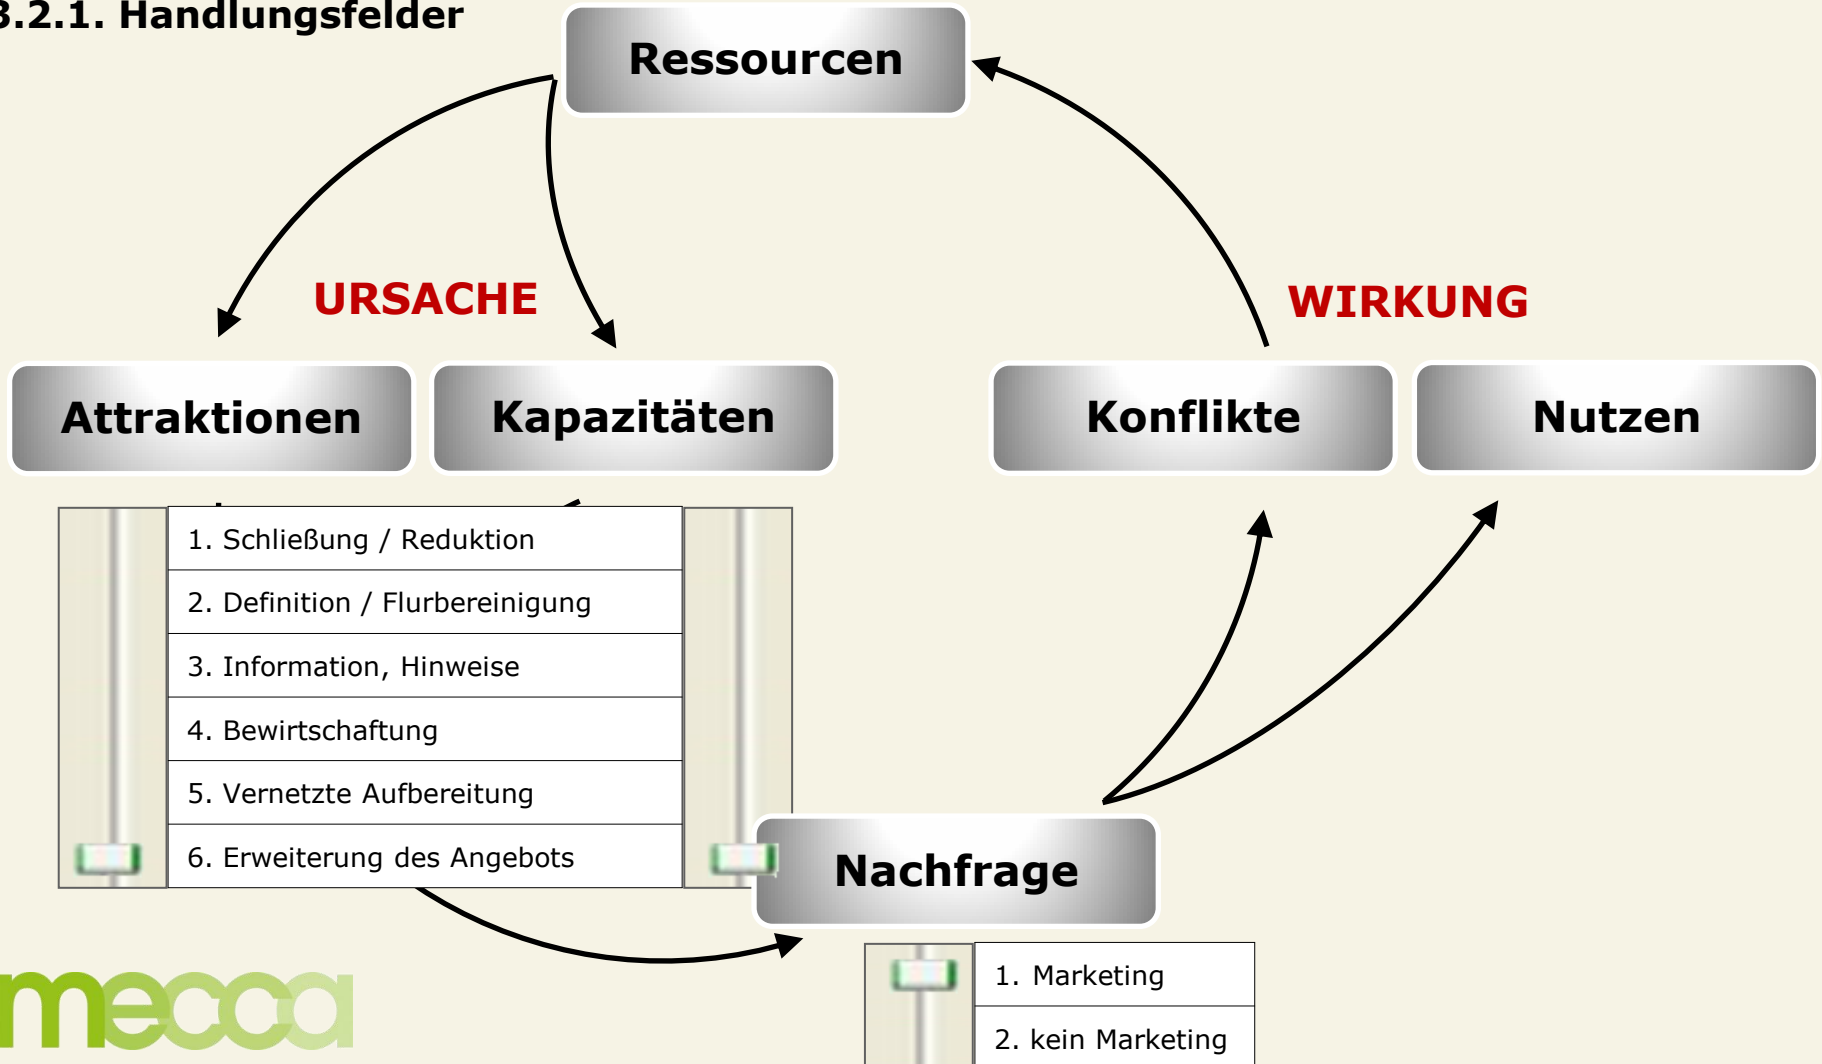 3.2.1. Handlungsfelder
Ressourcen
URSACHE
WIRKUNG
Attraktionen
Kapazitäten
Konflikte
Nutzen
1. Schließung / Reduktion
2. Definition / Flurbereinigung
3. Information, Hinweise
4. Bewirtschaftung
5. Vernetzte Aufbereitung
6. Erweiterung des Angebots
Nachfrage
1. Marketing
2. kein Marketing
mecca